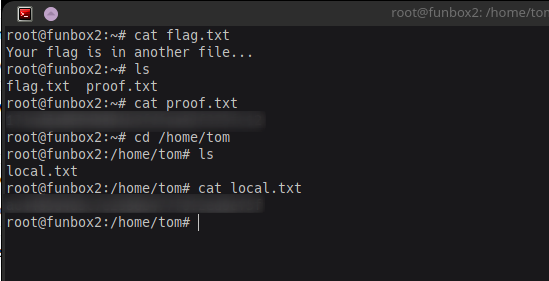 root@funbox2: /home/tom
root@funbox2:~# cat flag.txt
Your flag is in another file...
root@funbox2:~# ls
flag.txt  proof.txt
root@funbox2:~# cat proof.txt
root@funbox2:~# cd /home/tom
root@funbox2:/home/tom# ls
local.txt
root@funbox2:/home/tom# cat local.txt
root@funbox2:/home/tom#